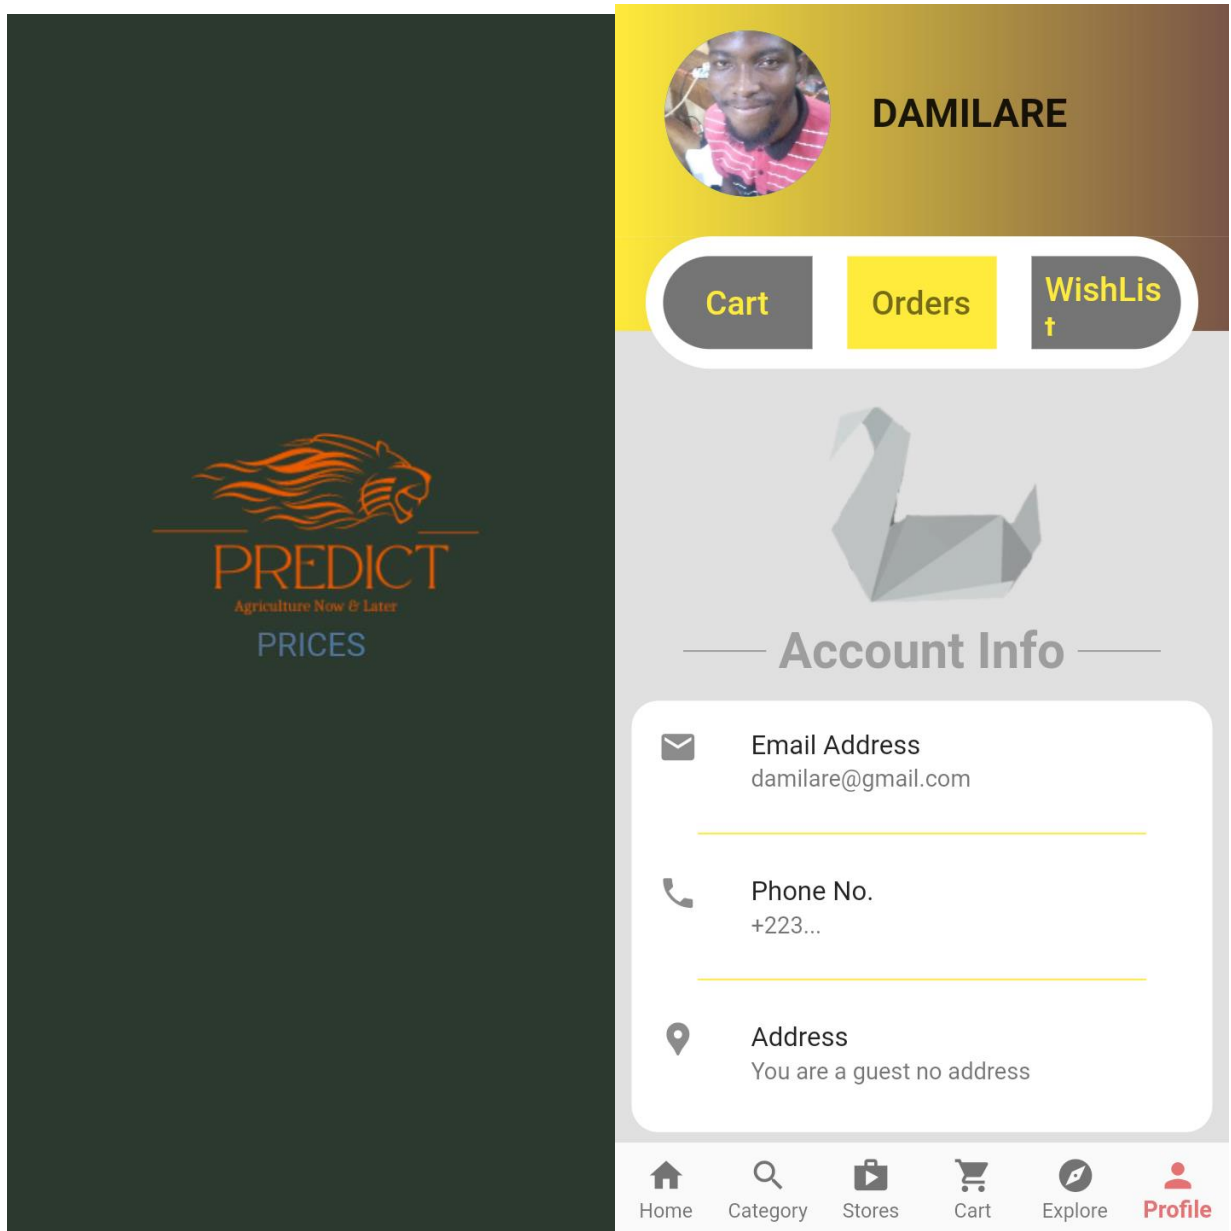 PREDICT
Agriculture Now & Later
PRICES
DAMILARE
Cart
Orders
WishLis
t
Account Info
Email Address
damilare@gmail.com
Phone No.
+223...
Address
You are a guest no address
Home
Category
Stores
Cart
Explore
Profile